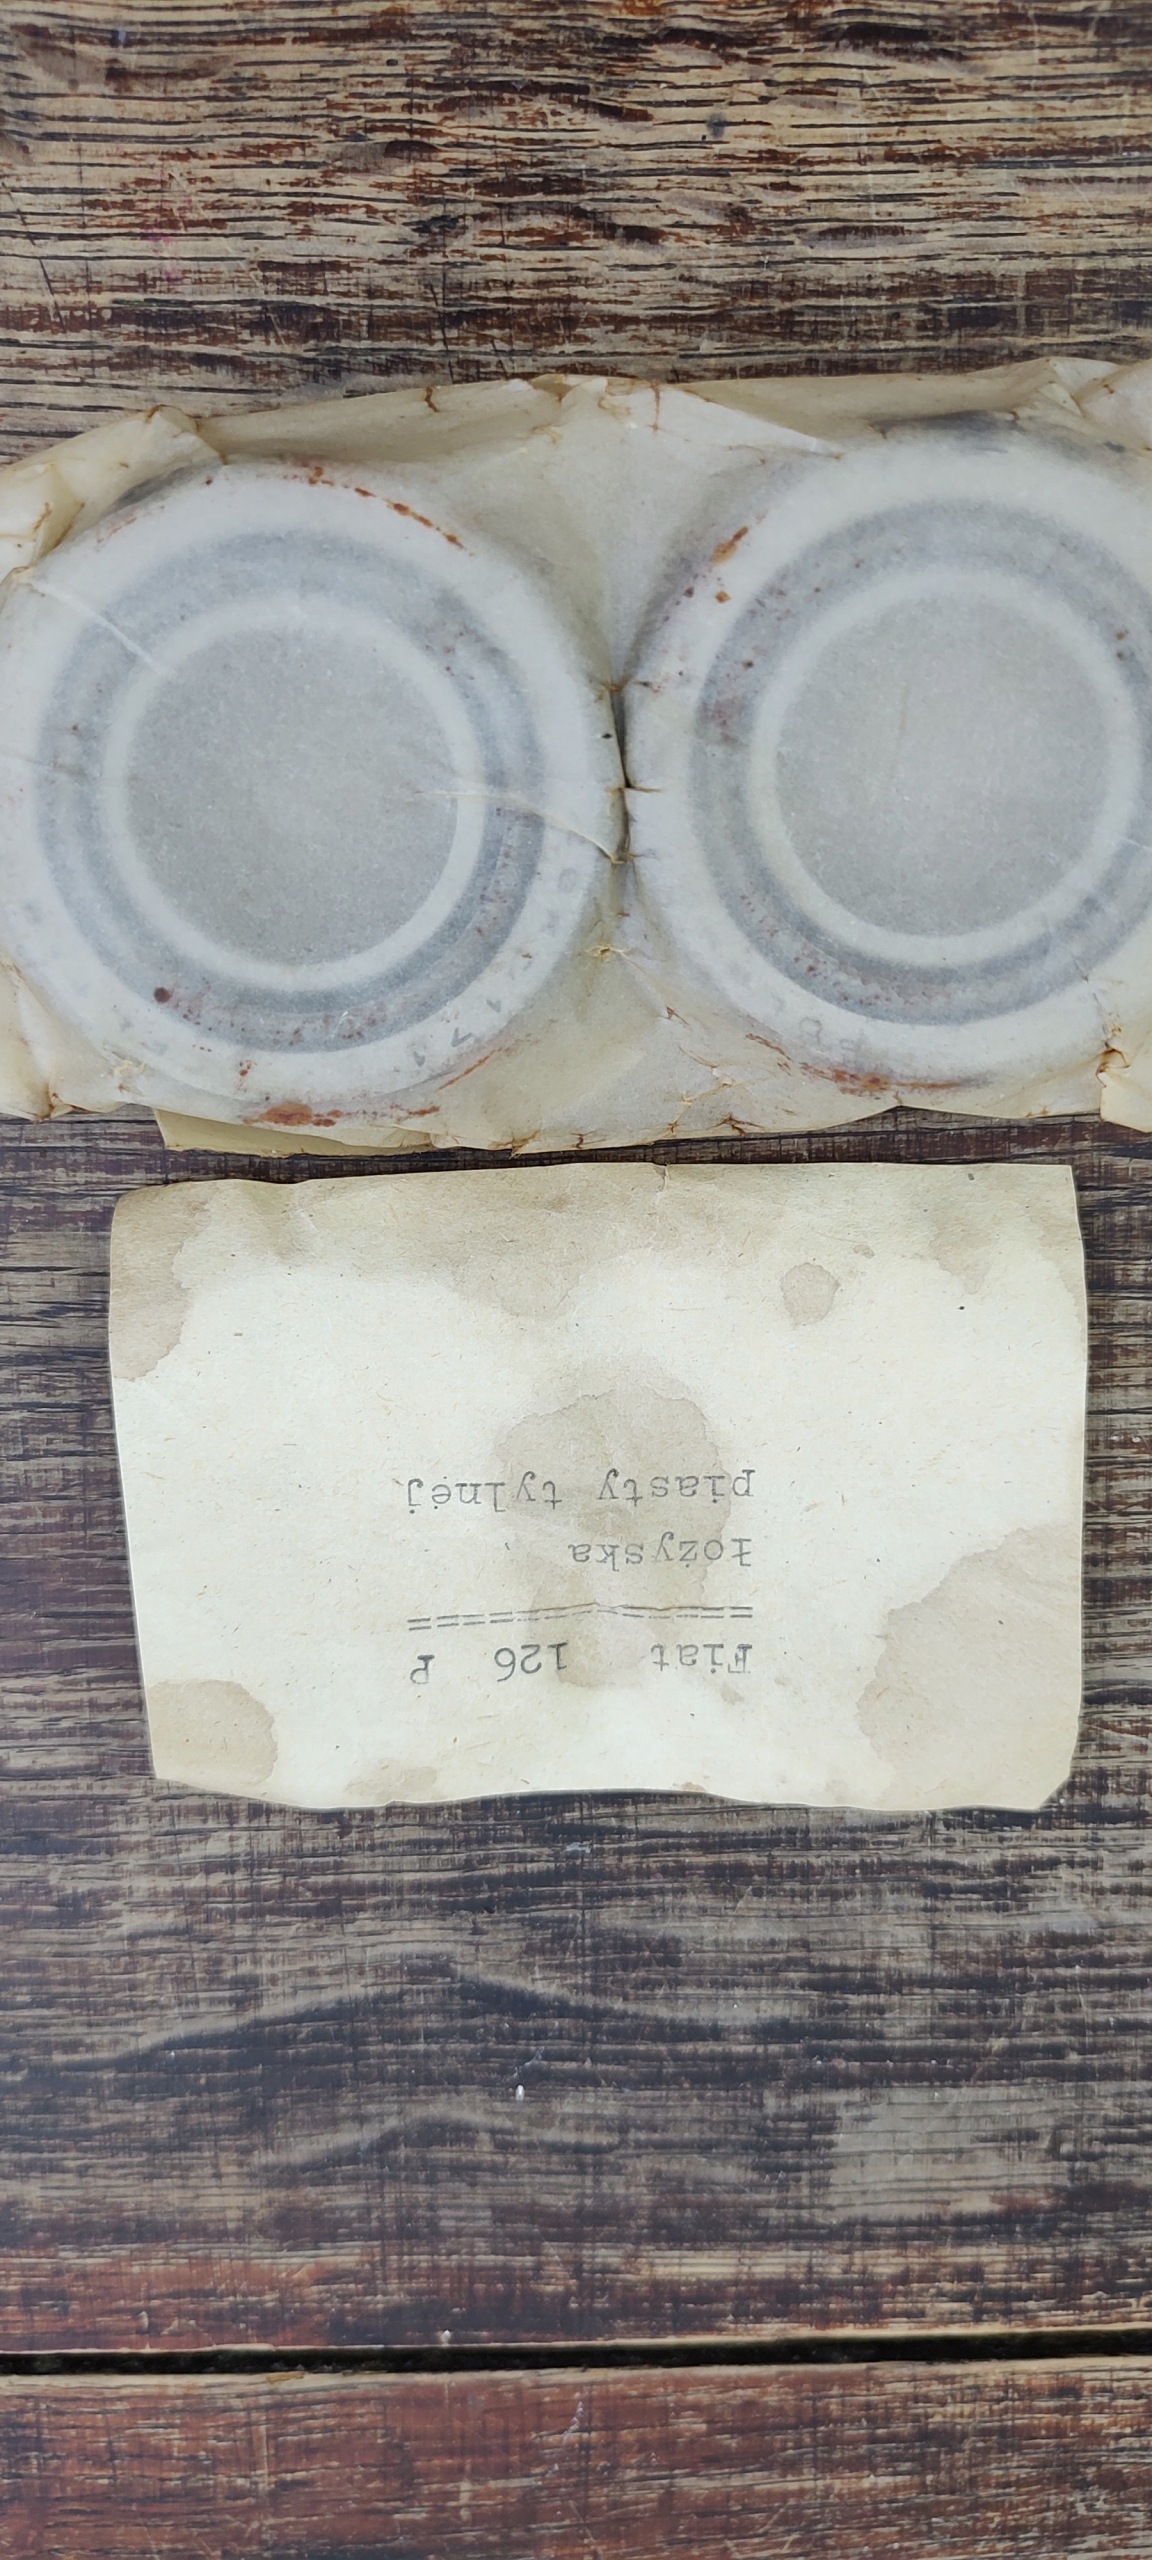 Fiat 126 P
=============
łożyska
piasty tylnej